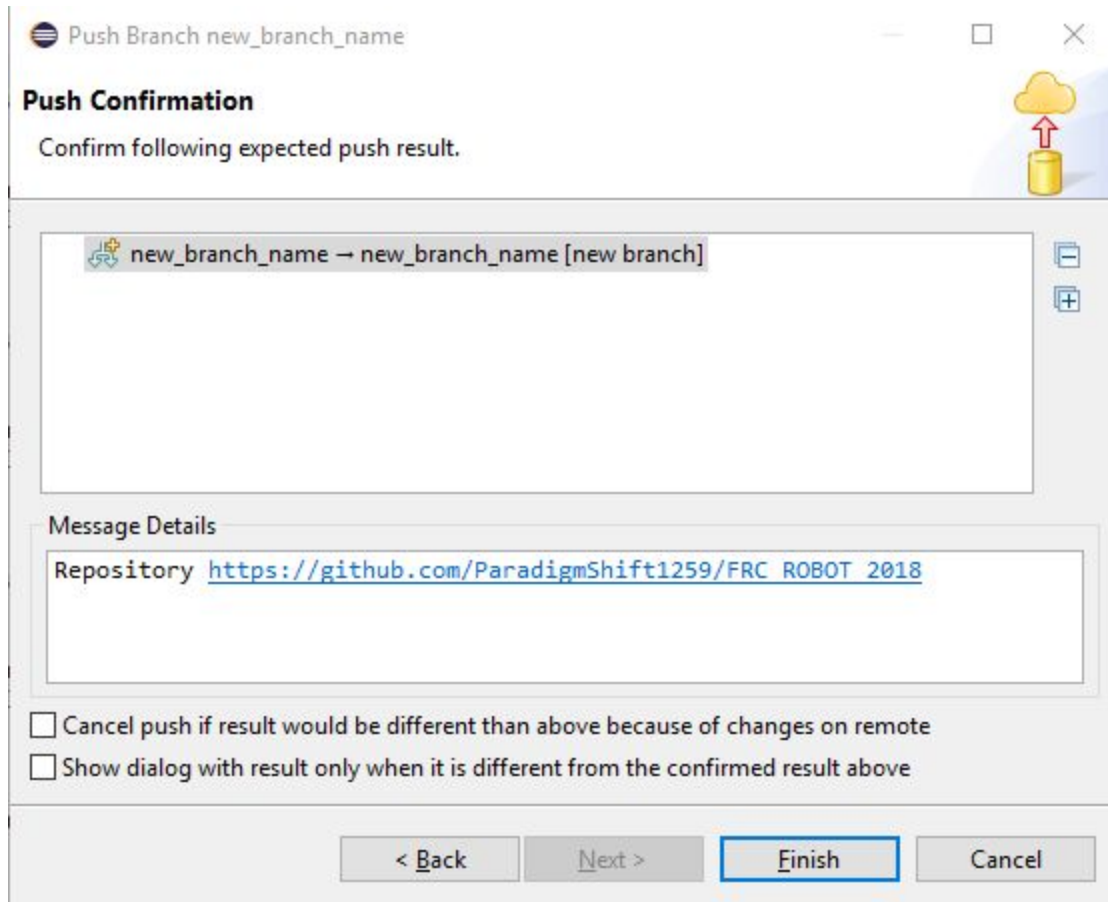 Push Branch new_branch_name
Push Confirmation
Confirm following expected push result.
new_branch_name → new_branch_name [new branch]
Message Details
Repository https://github.com/ParadigmShift1259/FRC_ROBOT_2018
Cancel push if result would be different than above because of changes on remote
Show dialog with result only when it is different from the confirmed result above
< Back Next > Finish Cancel